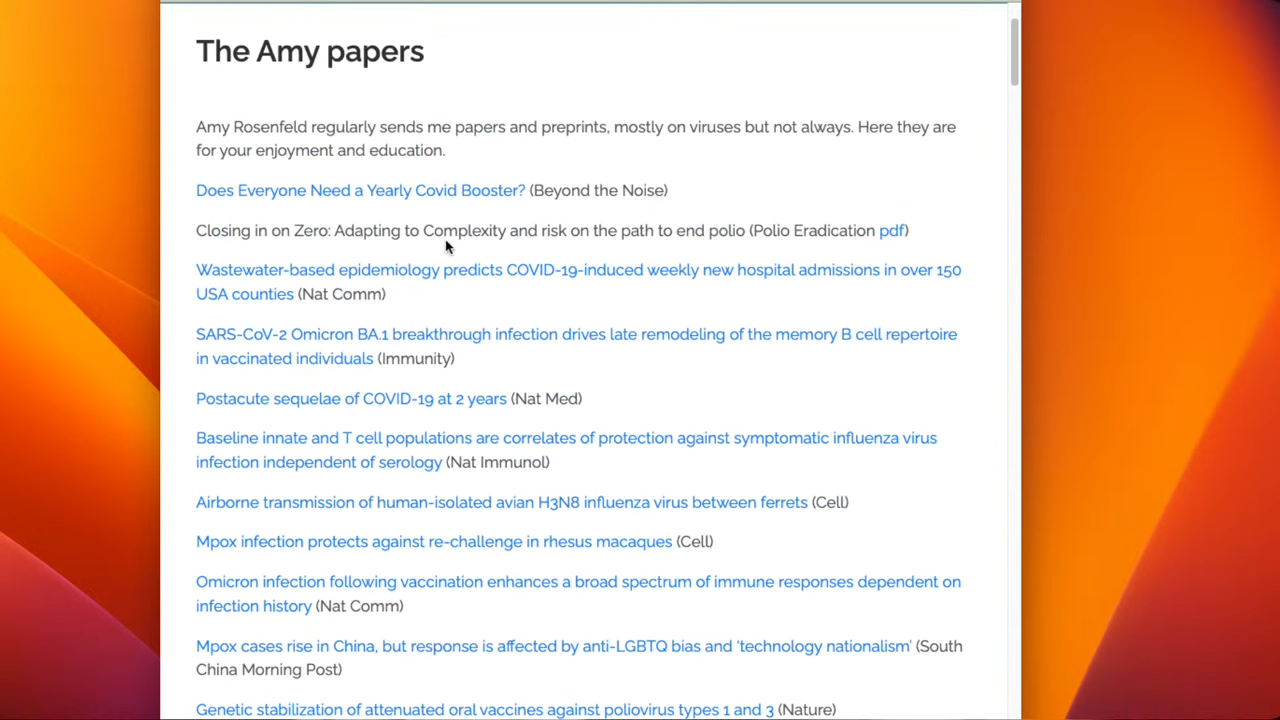 The Amy papers
Amy Rosenfeld regularly sends me papers and preprints, mostly on viruses but not always. Here they are
for your enjoyment and education.
Does Everyone Need a Yearly Covid Booster? (Beyond the Noise)
Closing in on Zero: Adapting to Complexity and risk on the path to end polio (Polio Eradication pdf)
Wastewater-based epidemiology predicts COVID-19-induced weekly new hospital admissions in over 150
USA counties (Nat Comm)
SARS-CoV-2 Omicron BA.1 breakthrough infection drives late remodeling of the memory B cell repertoire
in vaccinated individuals (Immunity)
Postacute sequelae of COVID-19 at 2 years (Nat Med)
Baseline innate and T cell populations are correlates of protection against symptomatic influenza virus
infection independent of serology (Nat Immunol)
Airborne transmission of human-isolated avian H3N8 influenza virus between ferrets (Cell)
Mpox infection protects against re-challenge in rhesus macaques (Cell)
Omicron infection following vaccination enhances a broad spectrum of immune responses dependent on
infection history (Nat Comm)
Mpox cases rise in China, but response is affected by anti-LGBTQ bias and ‘technology nationalism’ (South
China Morning Post)
Genetic stabilization of attenuated oral vaccines against poliovirus types 1 and 3 (Nature)